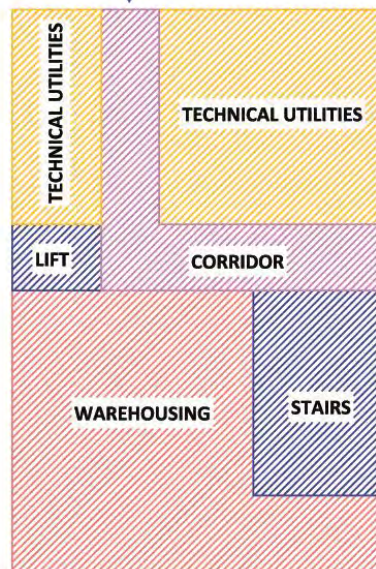 TECHNICAL UTILITIES
TECHNICAL UTILITIES
LIFT
CORRIDOR
WAREHOUSING
STAIRS